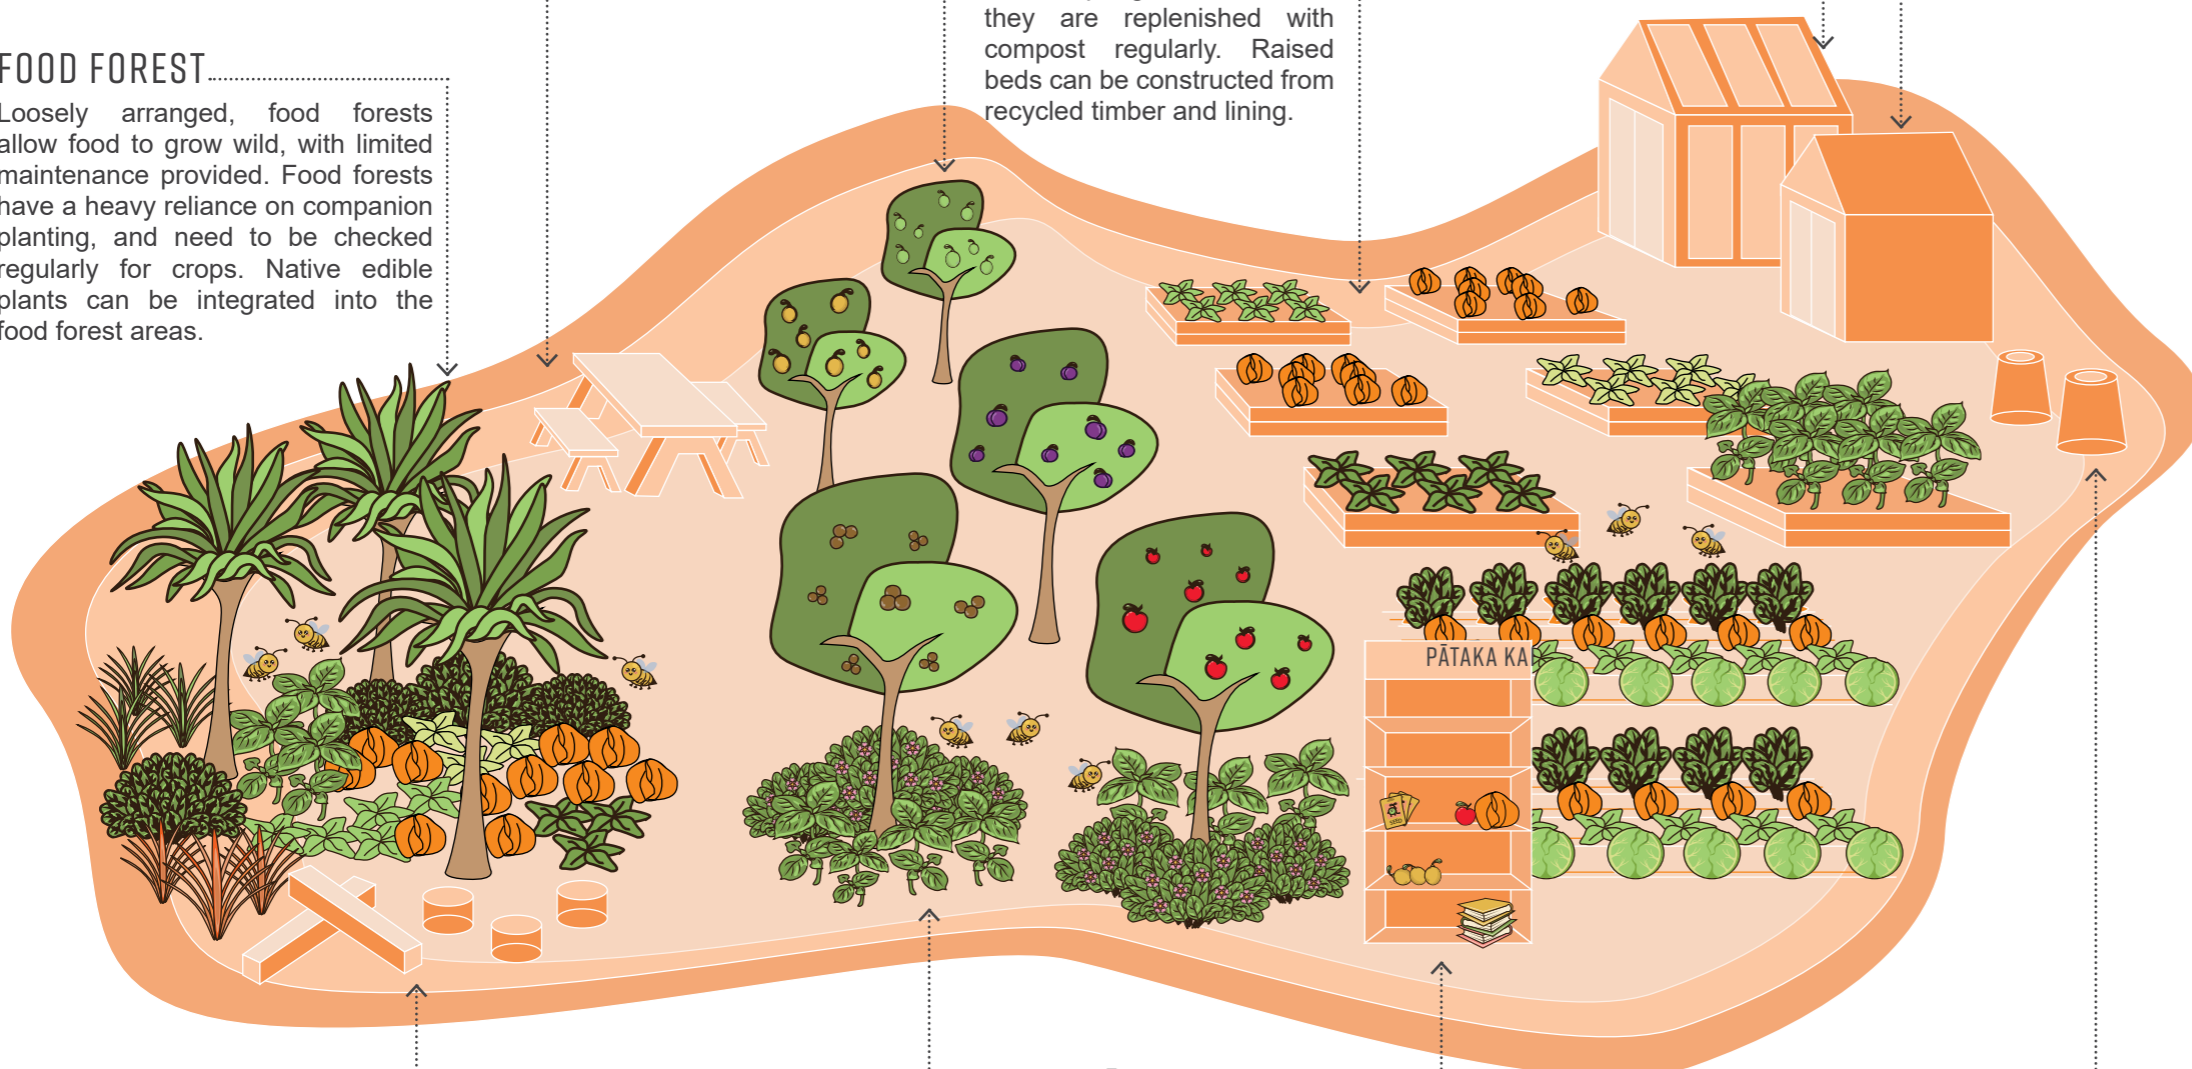 FOOD FOREST
Loosely arranged, food forests
allow food to grow wild, with limited
maintenance provided. Food forests
have a heavy reliance on companion
planting, and need to be checked
regularly for crops. Native edible
plants can be integrated into the
food forest areas.
they are replenished with
compost regularly. Raised
beds can be constructed from
recycled timber and lining.
PĀTAKA KAI